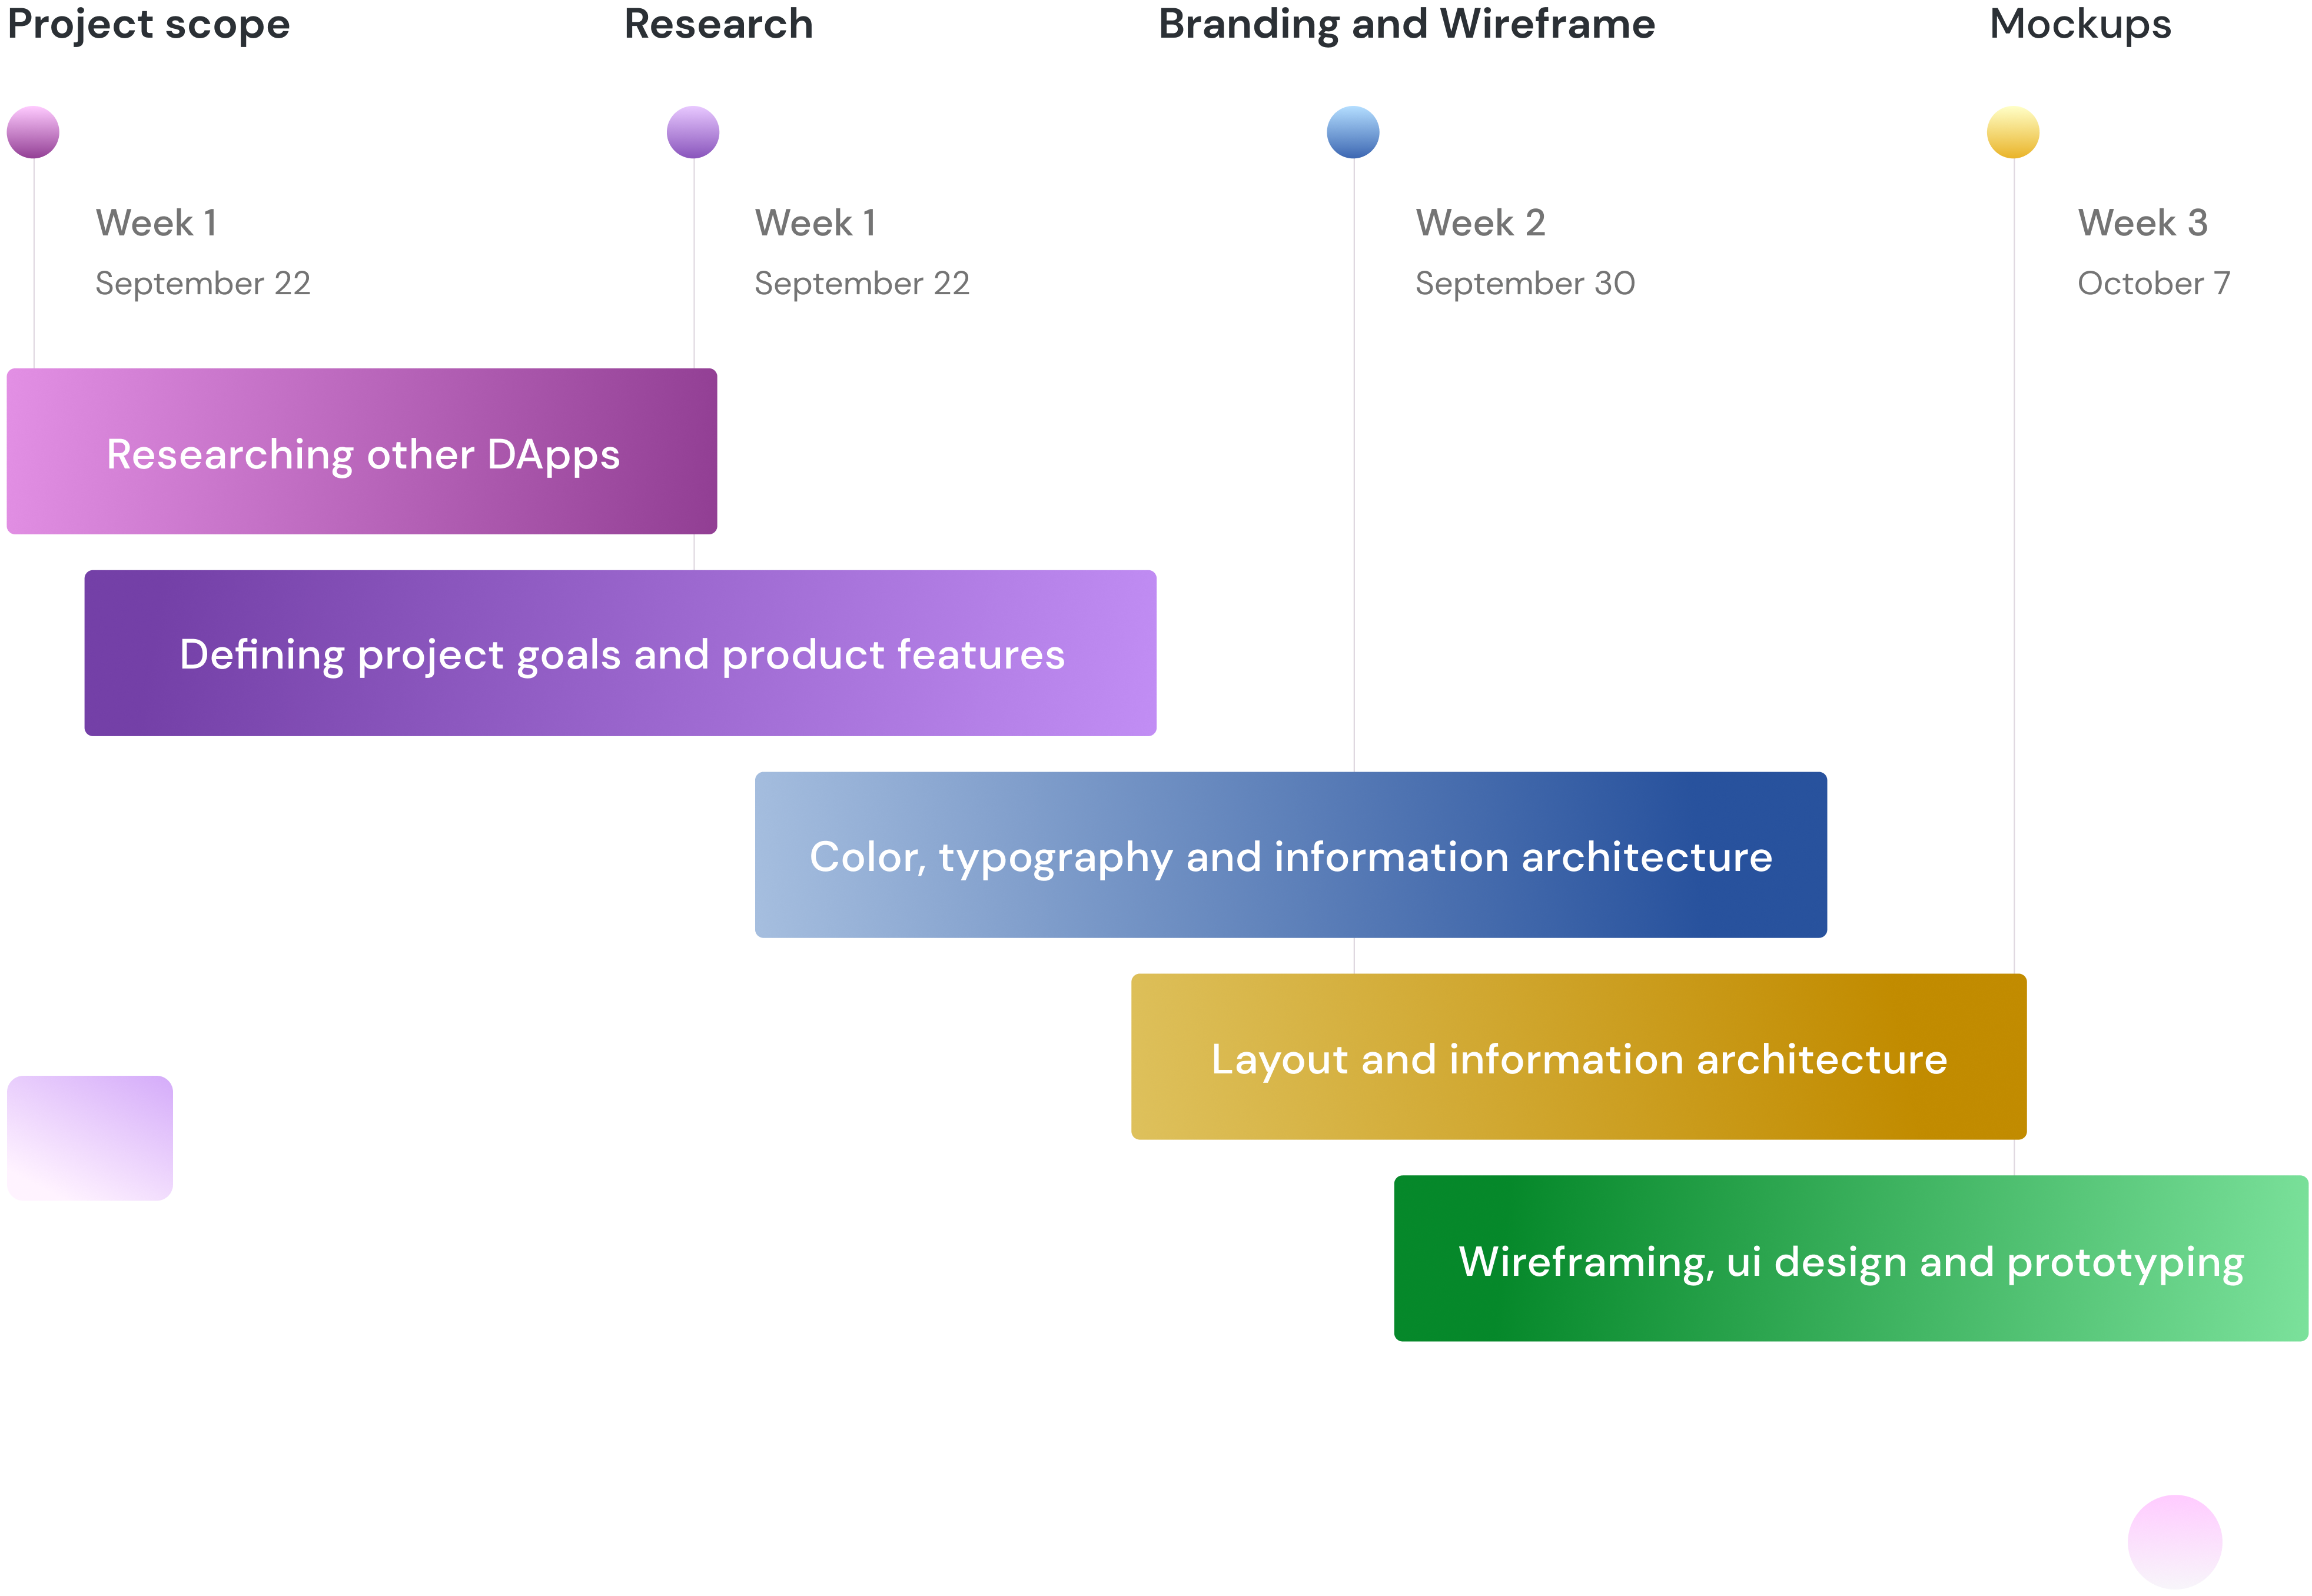 Project scope
Research
Branding and Wireframe
Mockups
Week 1
September 22
Week 1
September 22
Week 2
September 30
Week 3
October 7
Researching other DApps
Defining project goals and product features
Color, typography and information architecture
Layout and information architecture
Wireframing, ui design and prototyping